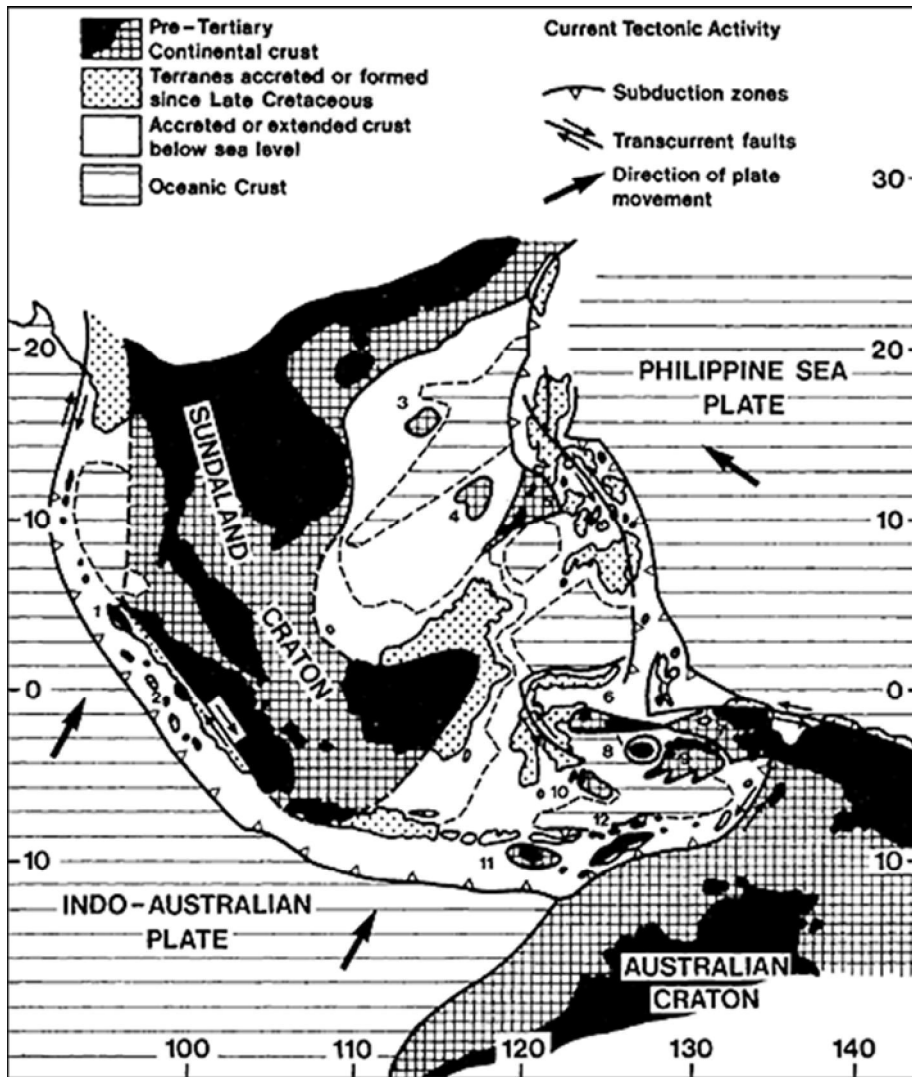 Pre-Tertiary
Continental crust
Terranes accreted or formed
since Late Cretaceous
Accreted or extended crust
below sea level
Oceanic Crust
Current Tectonic Activity
Subduction zones
Transcurrent faults
Direction of plate
movement
30
20
20
PHILIPPINE SEA
PLATE
3
SUNDALAND
4
10
10
CRATON
1
2
0
6
0
8
9
10
12
10
11
10
INDO-AUSTRALIAN
PLATE
AUSTRALIAN
CRATON
100
110
120
130
140